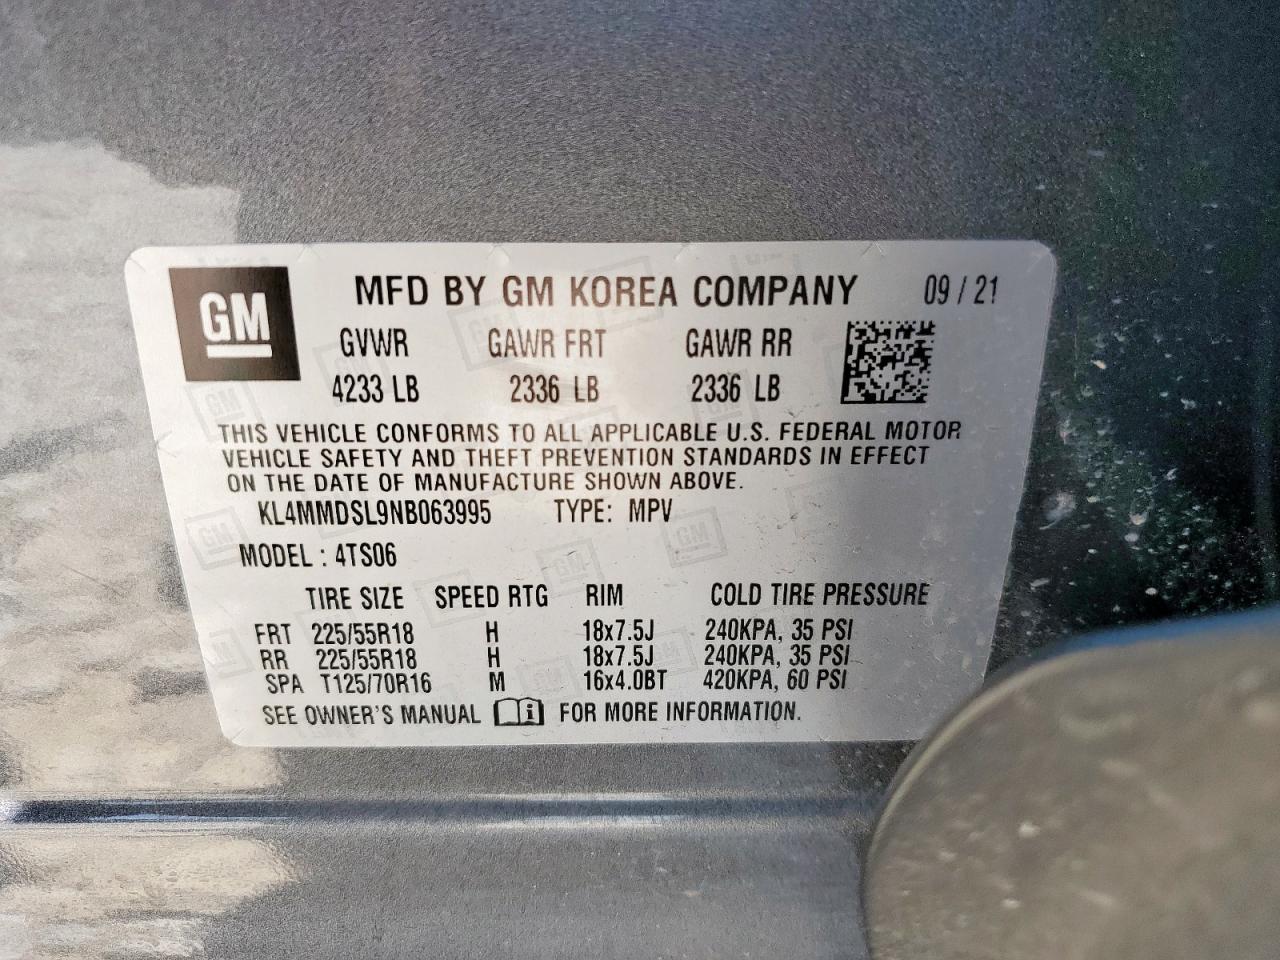 GM
MFD BY GM KOREA COMPANY 09 / 21
GVWR GAWR FRT GAWR RR
4233 LB 2336 LB 2336 LB
THIS VEHICLE CONFORMS TO ALL APPLICABLE U.S. FEDERAL MOTOR
VEHICLE SAFETY AND THEFT PREVENTION STANDARDS IN EFFECT
ON THE DATE OF MANUFACTURE SHOWN ABOVE.
KL4MMDSL9NB063995 TYPE: MPV
MODEL : 4TS06
TIRE SIZE SPEED RTG RIM COLD TIRE PRESSURE
FRT 225/55R18 H 18x7.5J 240KPA, 35 PSI
RR 225/55R18 H 18x7.5J 240KPA, 35 PSI
SPA T125/70R16 M 16x4.0BT 420KPA, 60 PSI
SEE OWNER'S MANUAL i FOR MORE INFORMATION.